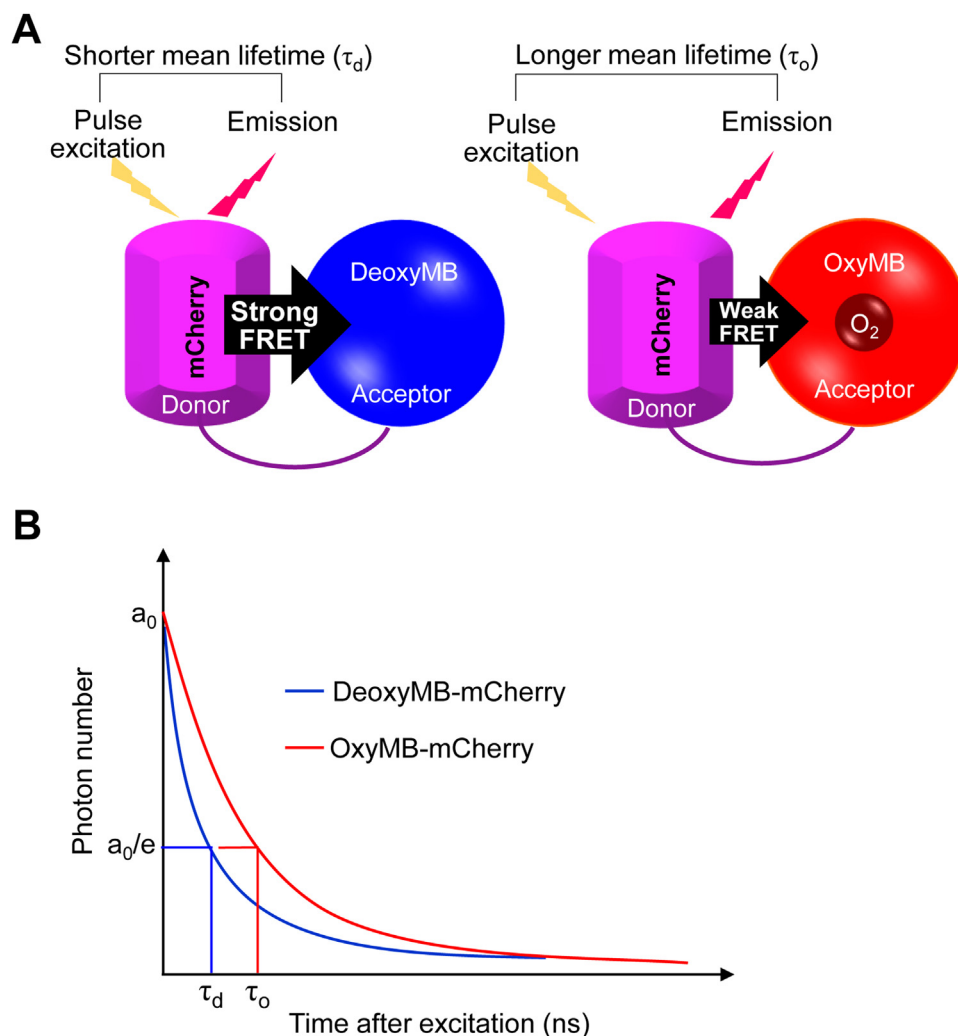 A
Shorter mean lifetime (τd)
Pulse
excitation
Emission
mCherry
Donor
Strong
FRET
DeoxyMB
Acceptor
Longer mean lifetime (τo)
Pulse
excitation
Emission
mCherry
Donor
Weak
FRET
OxyMB
O2
Acceptor
B
Photon number
a0
a0/e
DeoxyMB-mCherry
OxyMB-mCherry
τd
τo
Time after excitation (ns)